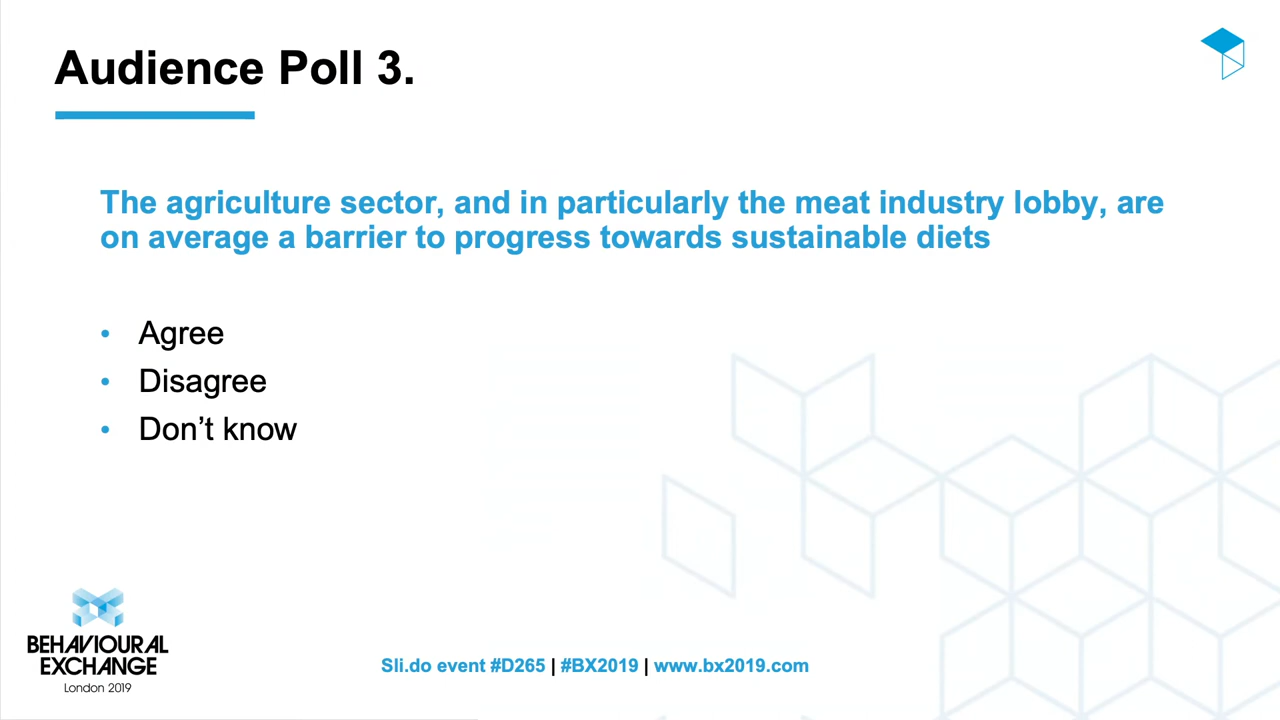 Audience Poll 3.
The agriculture sector, and in particularly the meat industry lobby, are
on average a barrier to progress towards sustainable diets
• Agree
• Disagree
• Don’t know
BEHAVIOURAL
EXCHANGE
London 2019
Sli.do event #D265 | #BX2019 | www.bx2019.com